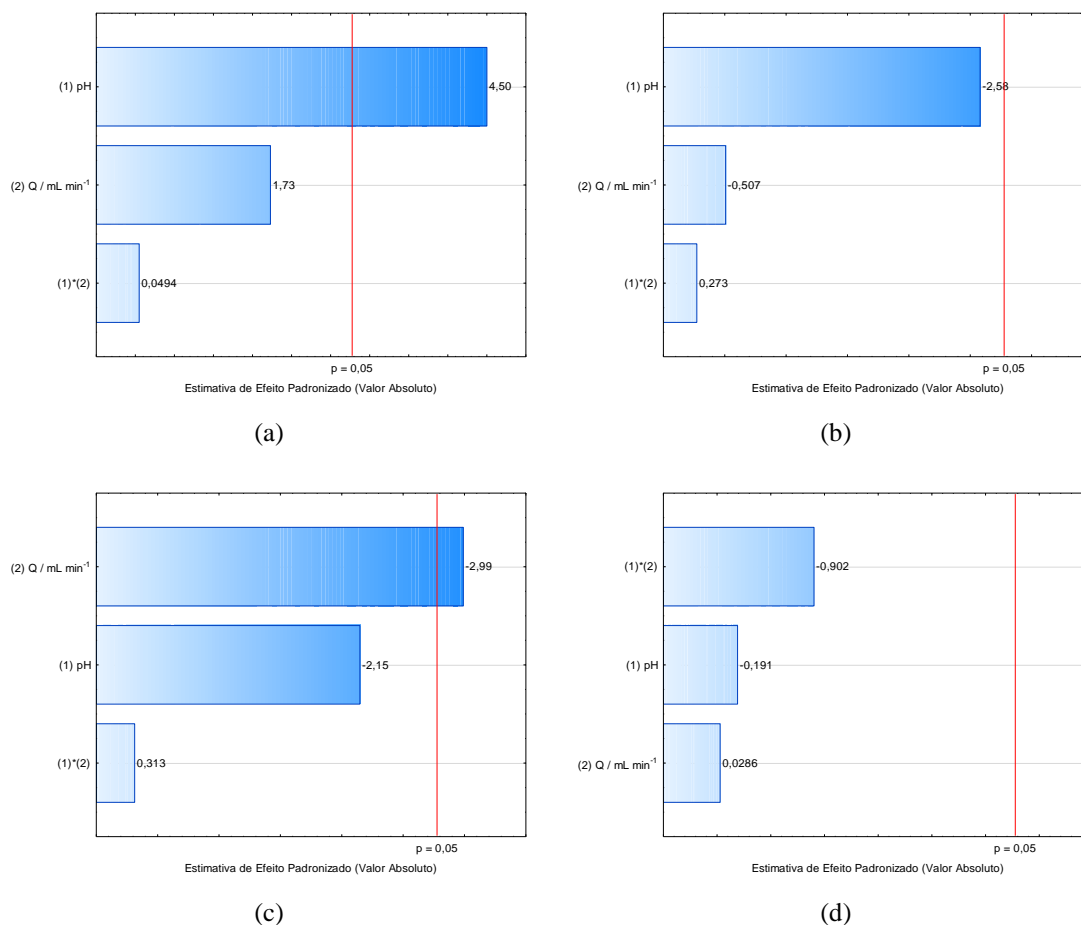 (1) pH
4,50
(2) Q / mL min⁻¹
1,73
(1)*(2)
0,0494
p = 0,05
Estimativa de Efeito Padronizado (Valor Absoluto)
(a)
(1) pH
-2,58
(2) Q / mL min⁻¹
-0,507
(1)*(2)
0,273
p = 0,05
Estimativa de Efeito Padronizado (Valor Absoluto)
(b)
(2) Q / mL min⁻¹
-2,99
(1) pH
-2,15
(1)*(2)
0,313
p = 0,05
Estimativa de Efeito Padronizado (Valor Absoluto)
(c)
(1)*(2)
-0,902
(1) pH
-0,191
(2) Q / mL min⁻¹
0,0286
p = 0,05
Estimativa de Efeito Padronizado (Valor Absoluto)
(d)